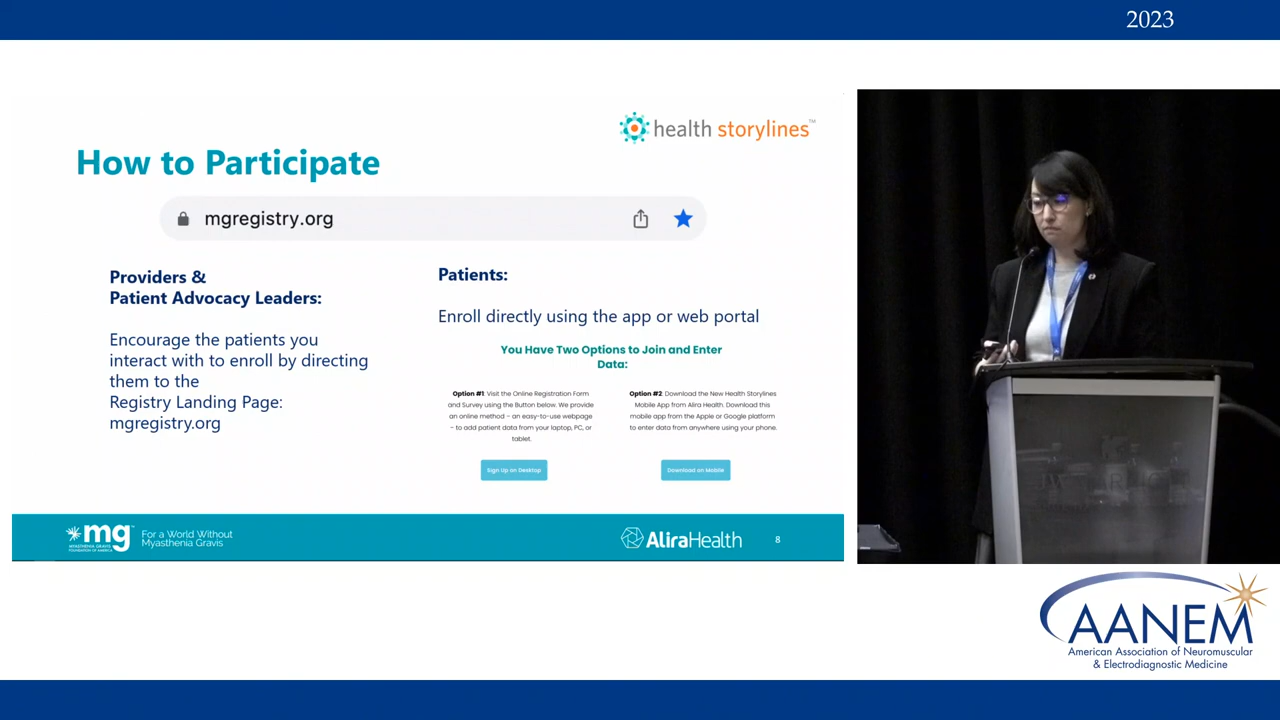 2023
health storylines™
How to Participate
mgregistry.org
Providers &
Patient Advocacy Leaders:
Encourage the patients you
interact with to enroll by directing
them to the
Registry Landing Page:
mgregistry.org
Patients:
Enroll directly using the app or web portal
You Have Two Options to Join and Enter
Data:
Option #1: Visit the Online Registration Form
and Survey using the Button below. We provide
an online method - an easy-to-use webpage
- to add patient data from your laptop, PC, or
tablet.
Sign Up on Desktop
Option #2: Download the New Health Storylines
Mobile App from Alira Health. Download this
mobile app from the Apple or Google platform
to enter data from anywhere using your phone.
Download on Mobile
mg
MYASTHENIA GRAVIS
FOUNDATION OF AMERICA
For a World Without
Myasthenia Gravis
AliraHealth
8
AANEM
American Association of Neuromuscular
& Electrodiagnostic Medicine